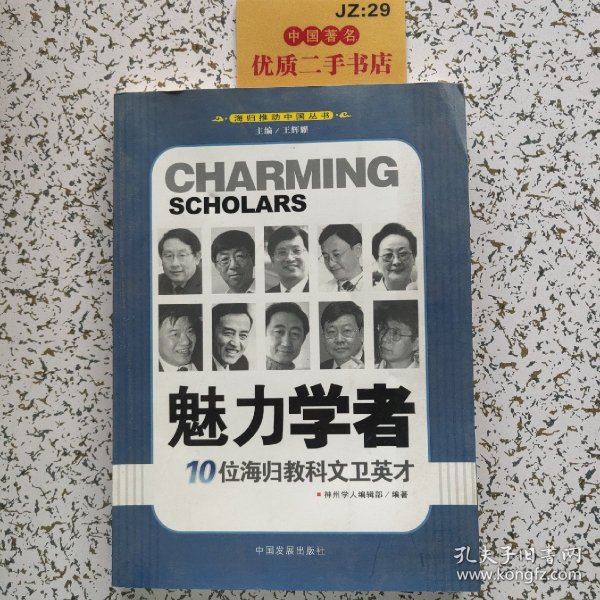 JZ:29
中国著名
优质二手书店
海归推动中国丛书
主编/王辉耀
CHARMING
SCHOLARS
魅力学者
10位海归教科文卫英才
神州学人编辑部/编著
中国发展出版社
孔夫子旧书网
www.kongfz.com